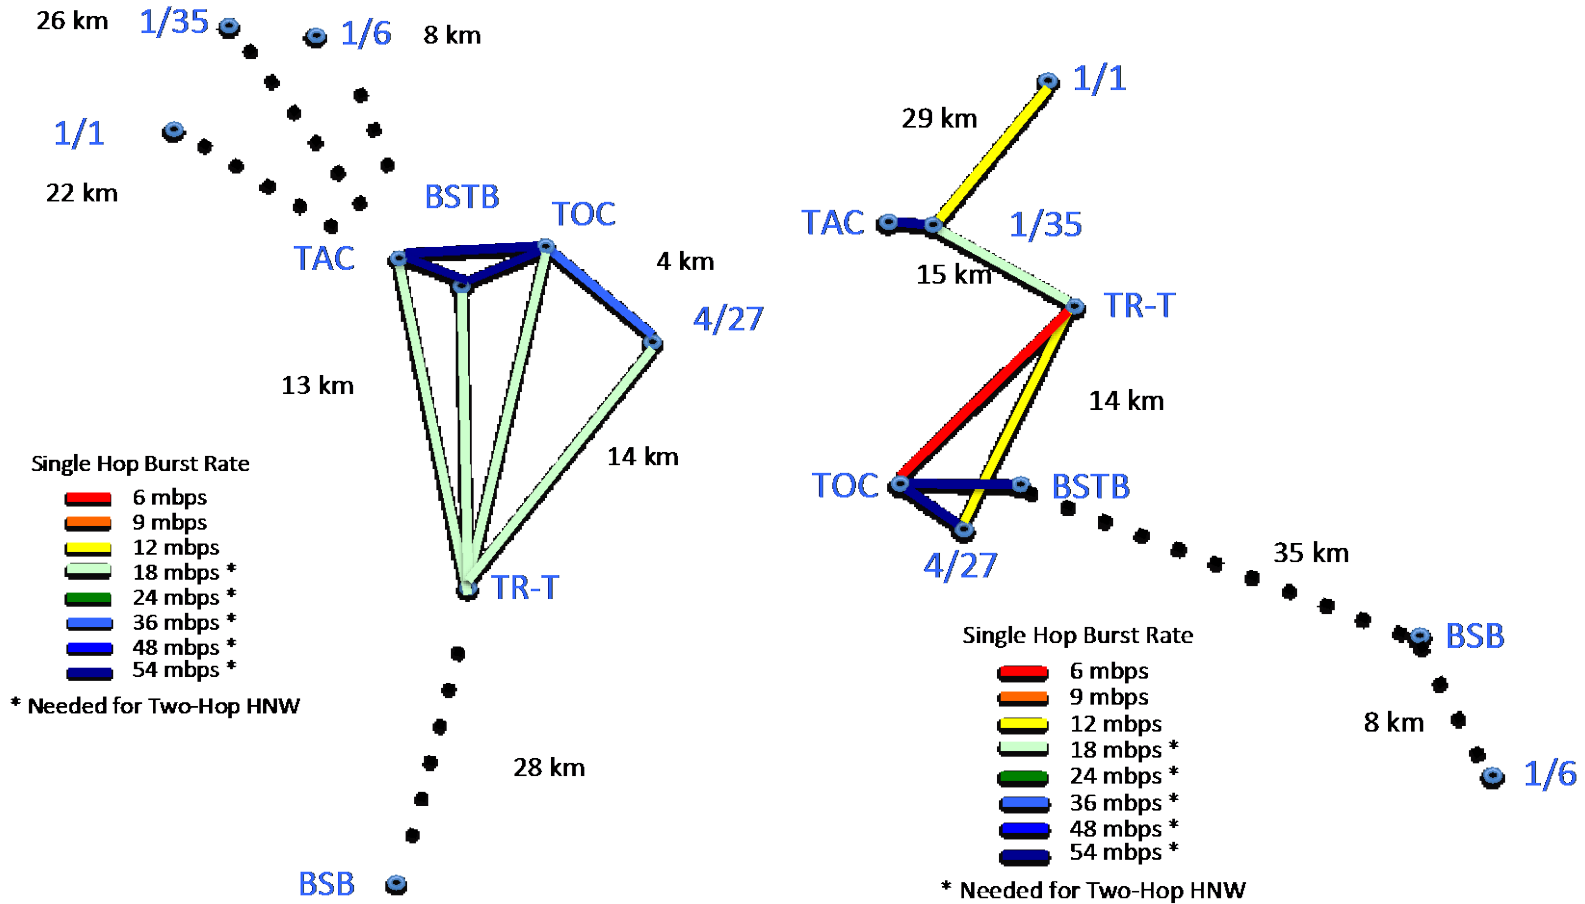 26 km
1/35
1/6
8 km
1/1
22 km
BSTB
TOC
TAC
4 km
4/27
13 km
14 km
Single Hop Burst Rate
6 mbps
9 mbps
12 mbps
18 mbps *
24 mbps *
36 mbps *
48 mbps *
54 mbps *
* Needed for Two-Hop HNW
TR-T
28 km
BSB
1/1
29 km
TAC
1/35
15 km
TR-T
14 km
TOC
BSTB
4/27
35 km
BSB
8 km
1/6
Single Hop Burst Rate
6 mbps
9 mbps
12 mbps
18 mbps *
24 mbps *
36 mbps *
48 mbps *
54 mbps *
* Needed for Two-Hop HNW